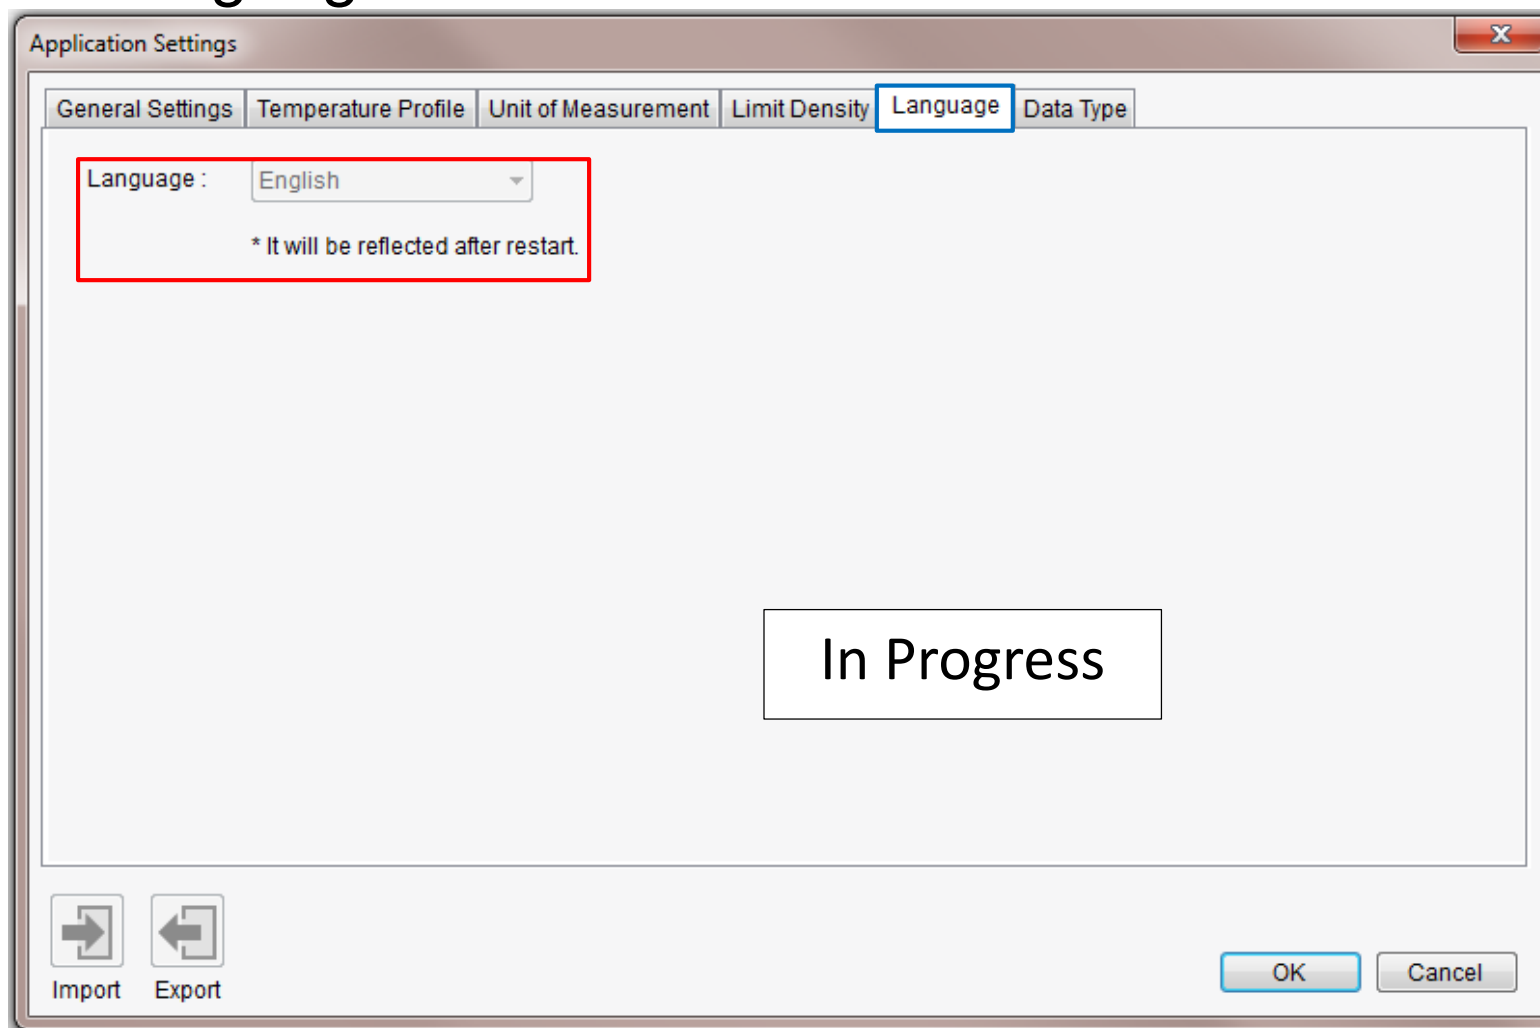 Application Settings
General Settings Temperature Profile Unit of Measurement Limit Density Language Data Type
Language : English
* It will be reflected after restart.
In Progress
Import Export
OK Cancel